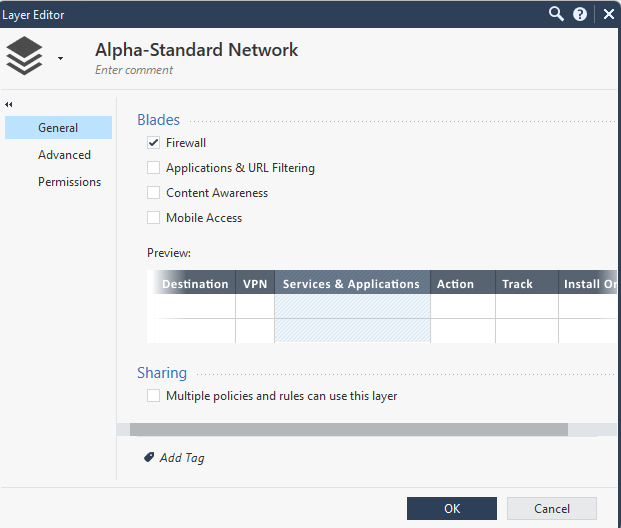 Layer Editor
Alpha-Standard Network
Enter comment
General
Advanced
Permissions
Blades
Firewall
Applications & URL Filtering
Content Awareness
Mobile Access
Preview:
Destination VPN Services & Applications Action Track Install On
Sharing
Multiple policies and rules can use this layer
Add Tag
OK Cancel